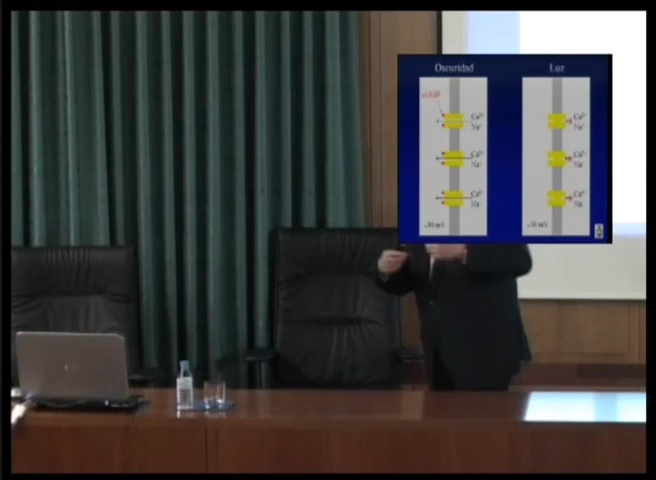 Oscuridad
Luz
cGMP
Ca²⁺
Na⁺
Ca²⁺
Na⁺
Ca²⁺
Na⁺
Ca²⁺
Na⁺
Ca²⁺
Na⁺
Ca²⁺
Na⁺